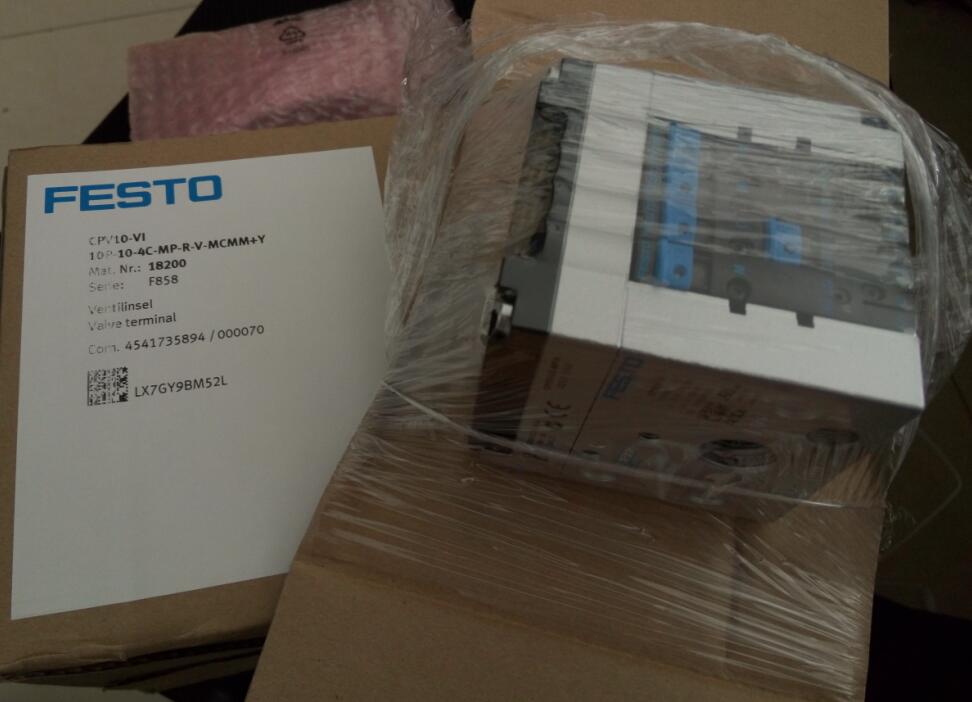 FESTO
CPV10-VI
10P-10-4C-MP-R-V-MCMM+Y
Mat. Nr.: 18200
Serie: F858
Ventilinsel
Valve terminal
Com. 4541735894 / 000070
LX7GY9BM52L
FESTO
CE